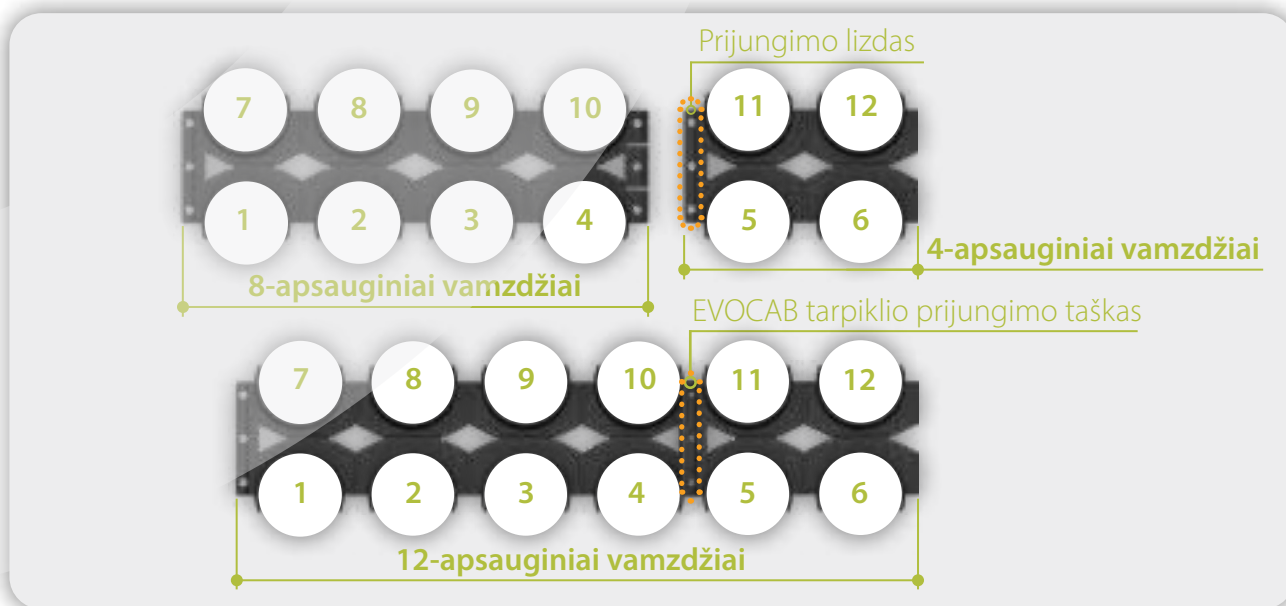 Prijungimo lizdas
7 8 9 10 11 12
1 2 3 4 5 6
4-apsauginiai vamzdžiai
8-apsauginiai vamzdžiai
EVOCAB tarpiklio prijungimo taškas
7 8 9 10 11 12
1 2 3 4 5 6
12-apsauginiai vamzdžiai